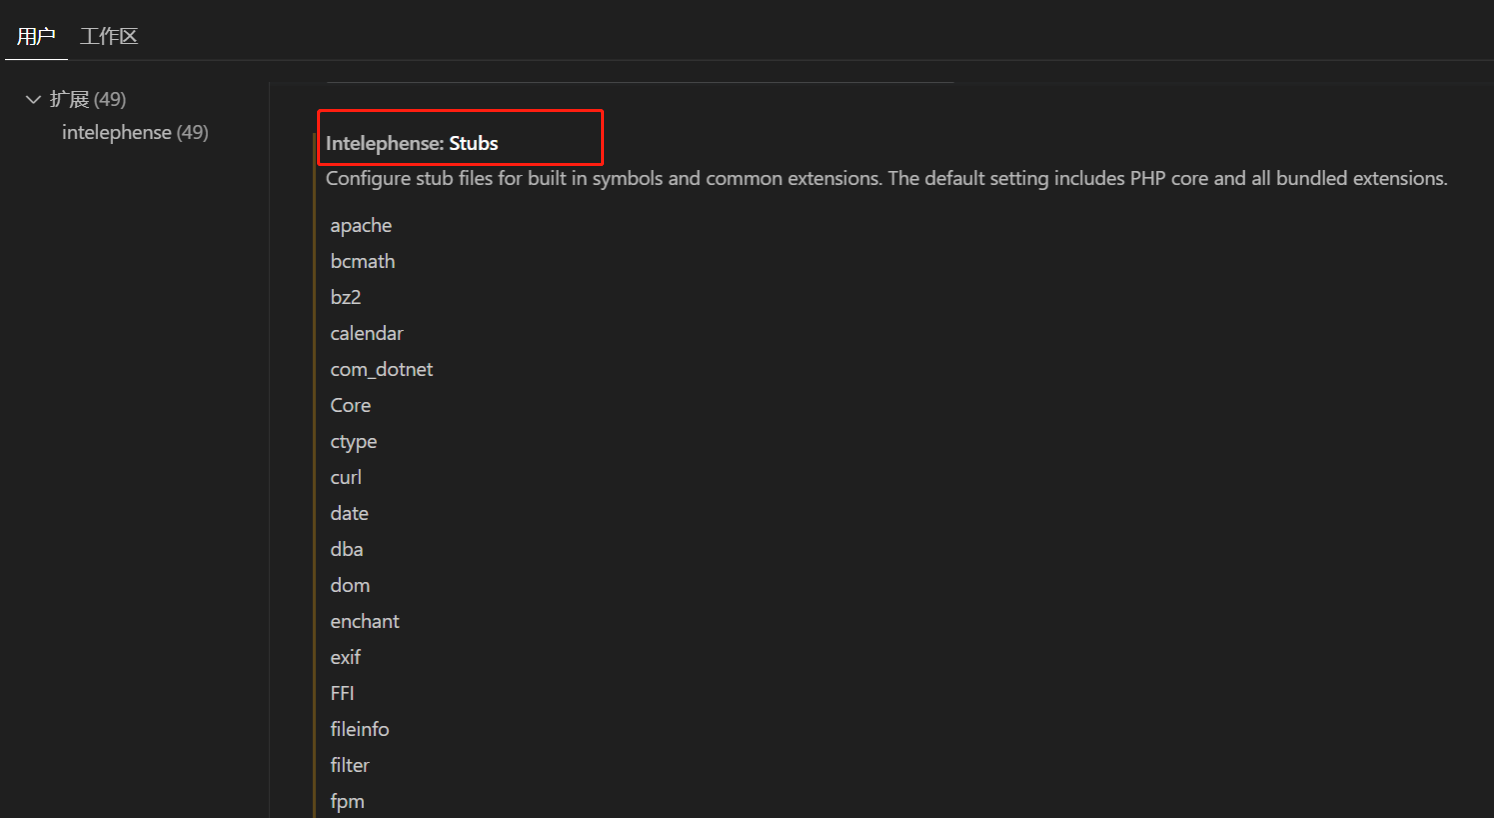 用户 工作区
扩展 (49)
intelephense (49)
Intelephense: Stubs
Configure stub files for built in symbols and common extensions. The default setting includes PHP core and all bundled extensions.
apache
bcmath
bz2
calendar
com_dotnet
Core
ctype
curl
date
dba
dom
enchant
exif
FFI
fileinfo
filter
fpm